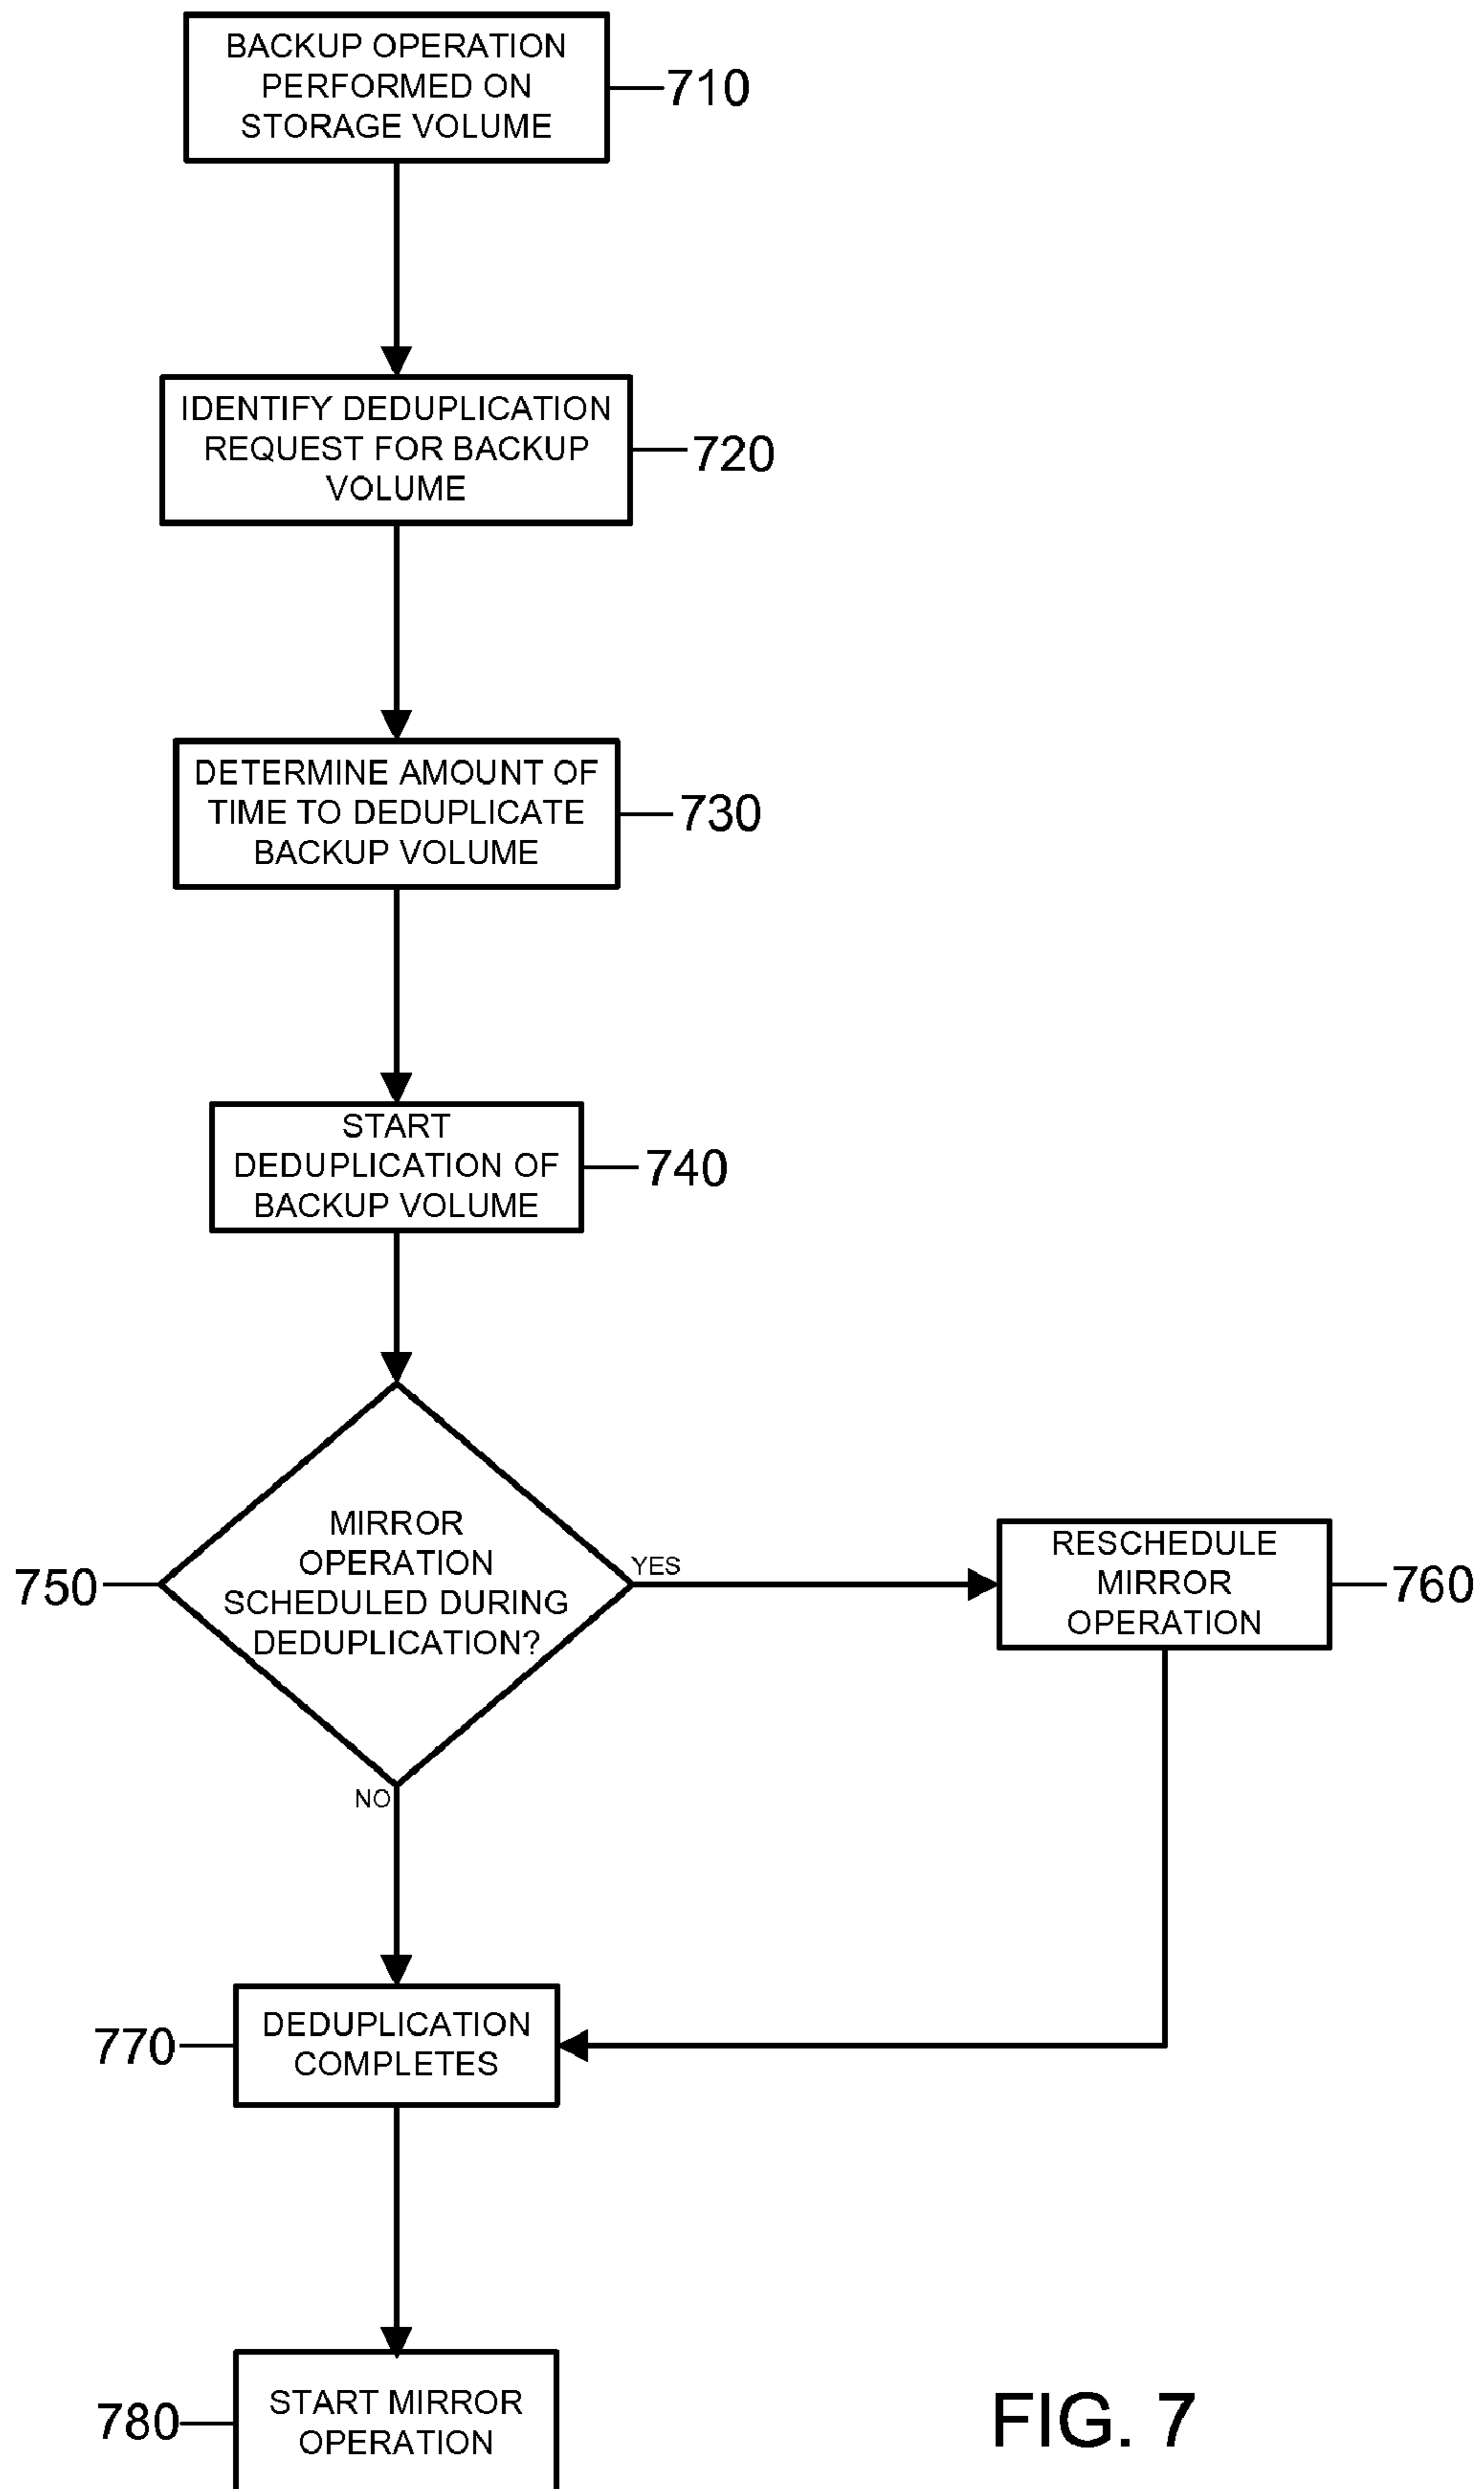 BACKUP OPERATION
PERFORMED ON
STORAGE VOLUME
710
IDENTIFY DEDUPLICATION
REQUEST FOR BACKUP
VOLUME
720
DETERMINE AMOUNT OF
TIME TO DEDUPLICATE
BACKUP VOLUME
730
START
DEDUPLICATION OF
BACKUP VOLUME
740
MIRROR
OPERATION
SCHEDULED DURING
DEDUPLICATION?
750
YES
RESCHEDULE
MIRROR
OPERATION
760
NO
DEDUPLICATION
COMPLETES
770
START MIRROR
OPERATION
780
FIG. 7